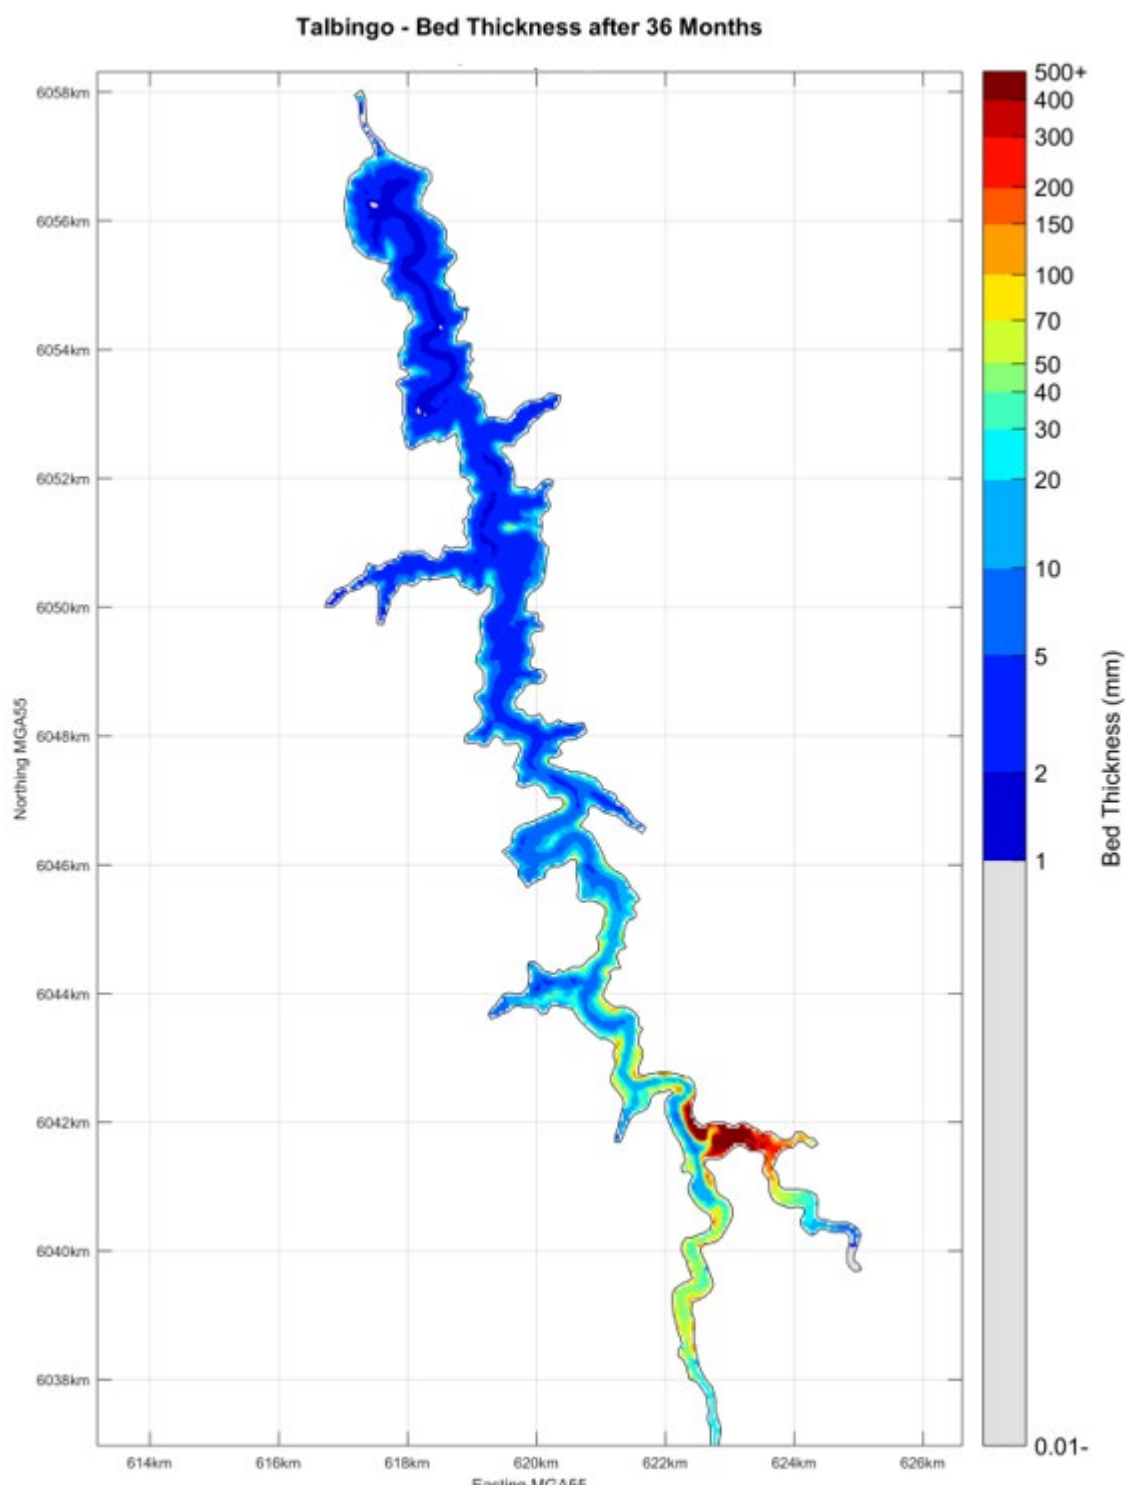 Talbingo - Bed Thickness after 36 Months
6058km
6056km
6054km
6052km
6050km
6048km
6046km
6044km
6042km
6040km
6038km
Northing MGA55
614km
616km
618km
620km
622km
624km
626km
Easting MGA55
500+
400
300
200
150
100
70
50
40
30
20
10
5
2
1
0.01-
Bed Thickness (mm)